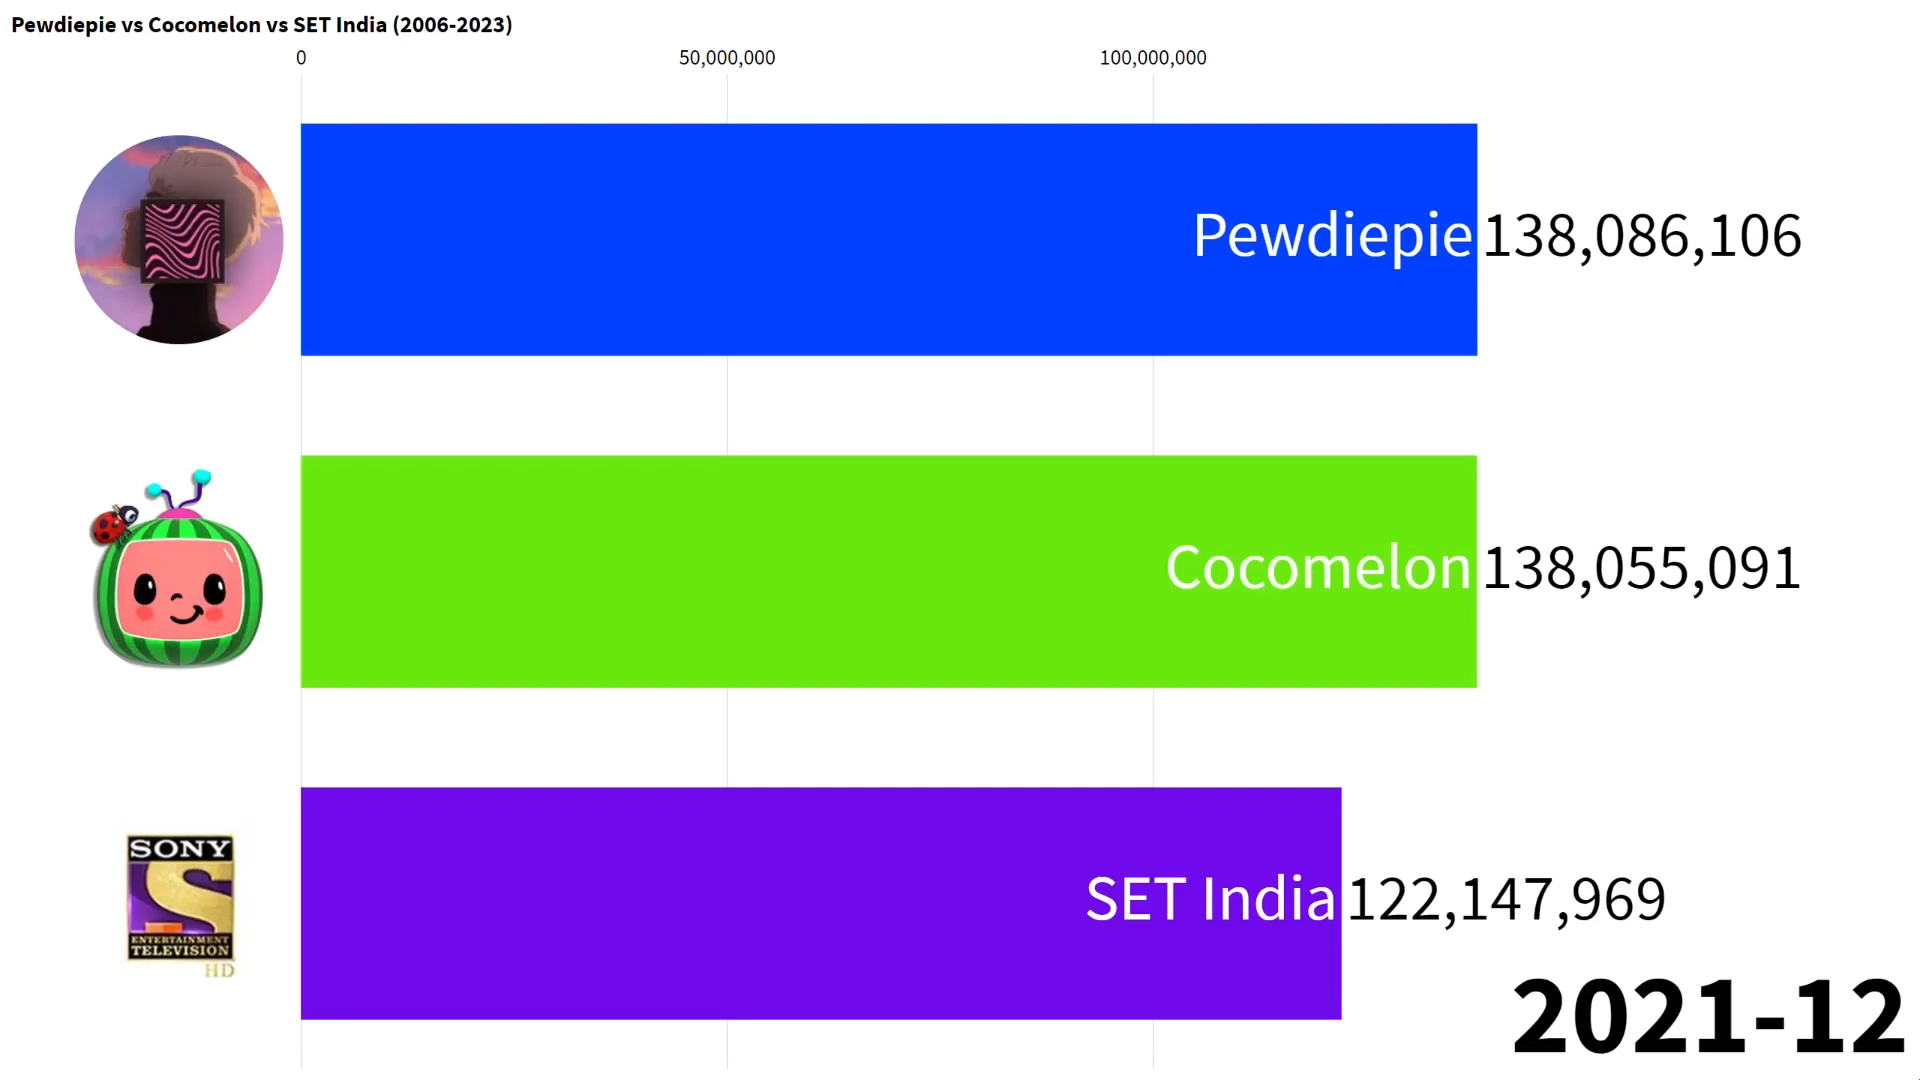 Pewdiepie vs Cocomelon vs SET India (2006-2023)
0 50,000,000 100,000,000
Pewdiepie 138,086,106
Cocomelon 138,055,091
SONY
ENTERTAINMENT
TELEVISION
HD
SET India 122,147,969
2021-12